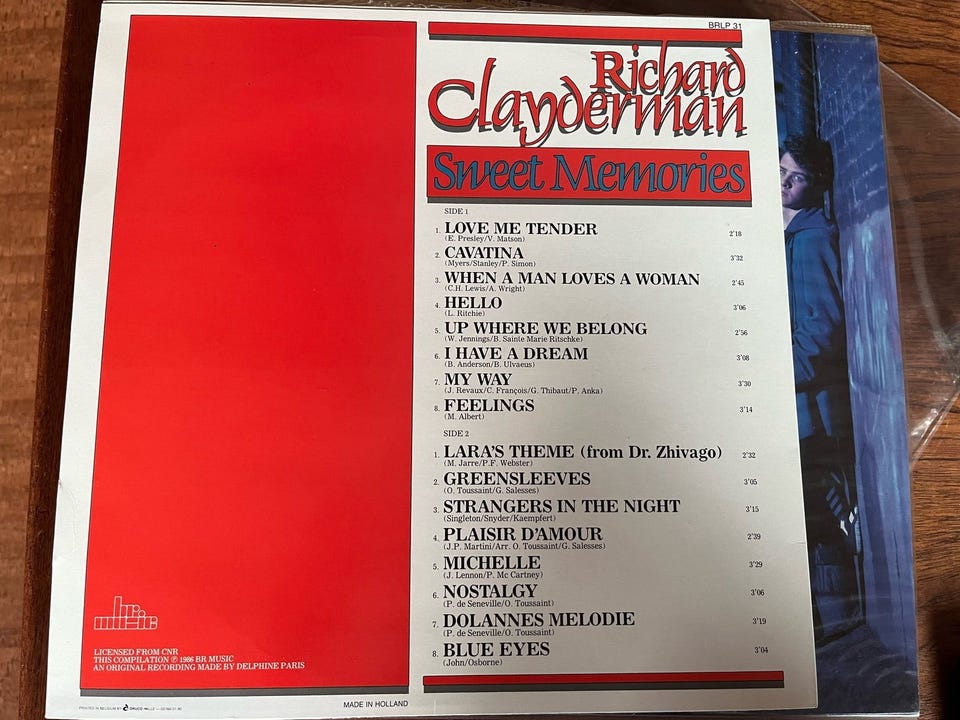 BRLP 31
Richard
Clayderman
Sweet Memories
SIDE 1
1. LOVE ME TENDER 2'18
(E. Presley/V. Matson)
2. CAVATINA 3'32
(Myers/Stanley/P. Simon)
3. WHEN A MAN LOVES A WOMAN 2'45
(C.H. Lewis/A. Wright)
4. HELLO 3'06
(L. Ritchie)
5. UP WHERE WE BELONG 2'56
(W. Jennings/B. Sainte Marie Ritschke)
6. I HAVE A DREAM 3'08
(B. Anderson/B. Ulvaeus)
7. MY WAY 3'30
(J. Revaux/C. François/G. Thibaut/P. Anka)
8. FEELINGS 3'14
(M. Albert)
SIDE 2
1. LARA'S THEME (from Dr. Zhivago) 2'32
(M. Jarre/P.F. Webster)
2. GREENSLEEVES 3'05
(O. Toussaint/G. Salesses)
3. STRANGERS IN THE NIGHT 3'15
(Singleton/Snyder/Kaempfert)
4. PLAISIR D'AMOUR 2'39
(J.P. Martini/Arr. O. Toussaint/G. Salesses)
5. MICHELLE 3'29
(J. Lennon/P. Mc Cartney)
6. NOSTALGY 3'06
(P. de Seneville/O. Toussaint)
7. DOLANNES MELODIE 3'19
(P. de Seneville/O. Toussaint)
8. BLUE EYES 3'04
(John/Osborne)
br music
LICENSED FROM CNR
THIS COMPILATION ℗ 1986 BR MUSIC
AN ORIGINAL RECORDING MADE BY DELPHINE PARIS
PRINTED IN BELGIUM BY
MADE IN HOLLAND